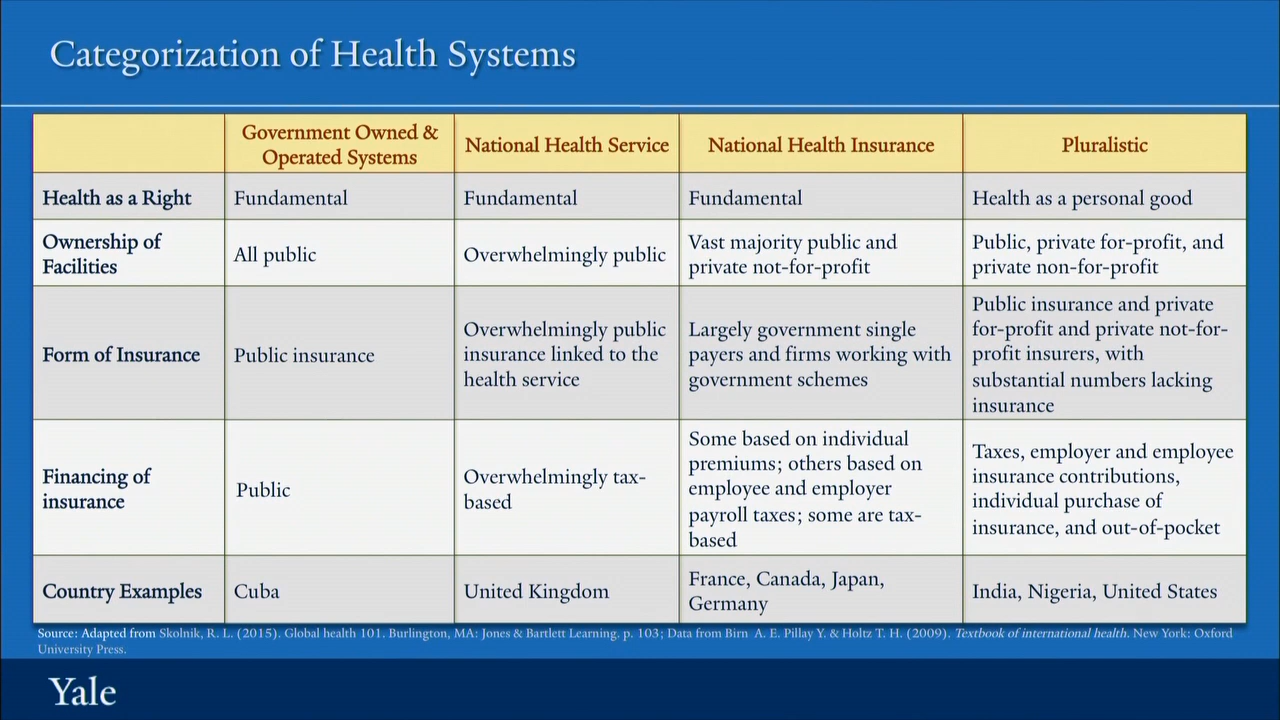 Categorization of Health Systems
Government Owned &
Operated Systems
National Health Service
National Health Insurance
Pluralistic
Health as a Right
Fundamental
Fundamental
Fundamental
Health as a personal good
Ownership of
Facilities
All public
Overwhelmingly public
Vast majority public and
private not-for-profit
Public, private for-profit, and
private non-for-profit
Form of Insurance
Public insurance
Overwhelmingly public
insurance linked to the
health service
Largely government single
payers and firms working with
government schemes
Public insurance and private
for-profit and private not-for-
profit insurers, with
substantial numbers lacking
insurance
Financing of
insurance
Public
Overwhelmingly tax-
based
Some based on individual
premiums; others based on
employee and employer
payroll taxes; some are tax-
based
Taxes, employer and employee
insurance contributions,
individual purchase of
insurance, and out-of-pocket
Country Examples
Cuba
United Kingdom
France, Canada, Japan,
Germany
India, Nigeria, United States
Source: Adapted from Skolnik, R. L. (2015). Global health 101. Burlington, MA: Jones & Bartlett Learning. p. 103; Data from Birn A. E. Pillay Y. & Holtz T. H. (2009). Textbook of international health. New York: Oxford
University Press.
Yale